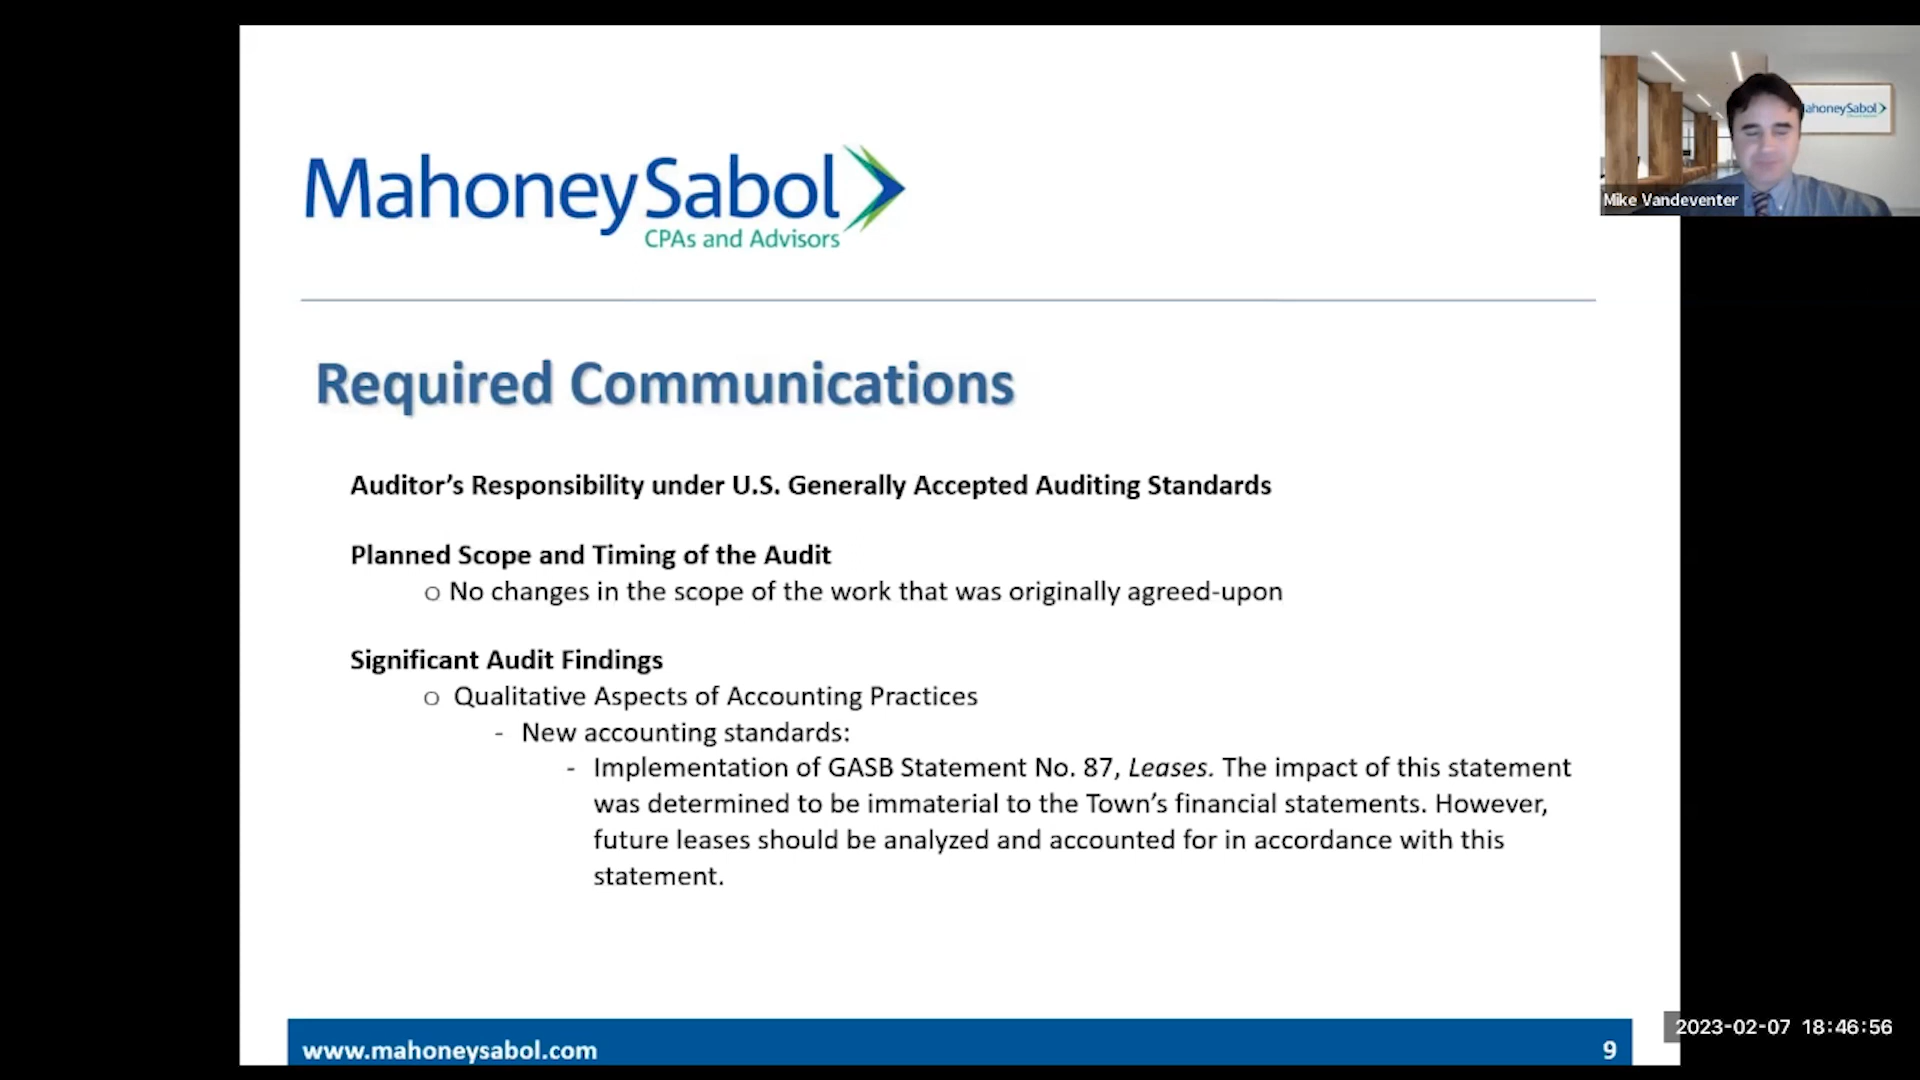 MahoneySabol
CPAs and Advisors
ahoneySabol
Mike Vandeventer
Required Communications
Auditor’s Responsibility under U.S. Generally Accepted Auditing Standards
Planned Scope and Timing of the Audit
o No changes in the scope of the work that was originally agreed-upon
Significant Audit Findings
o Qualitative Aspects of Accounting Practices
- New accounting standards:
- Implementation of GASB Statement No. 87, Leases. The impact of this statement
was determined to be immaterial to the Town’s financial statements. However,
future leases should be analyzed and accounted for in accordance with this
statement.
www.mahoneysabol.com
9
2023-02-07 18:46:56